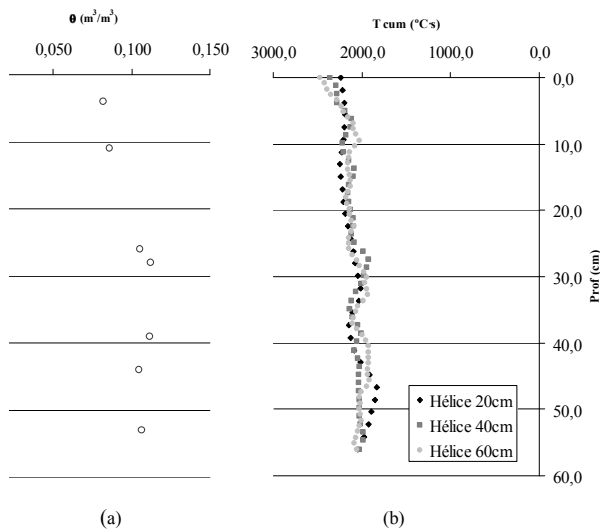 θ (m³/m³)
0,050 0,100 0,150
(a)
T cum (ºC·s)
3000,0 2000,0 1000,0 0,0
0,0
10,0
20,0
30,0
40,0
50,0
60,0
Prof (cm)
Hélice 20cm
Hélice 40cm
Hélice 60cm
(b)